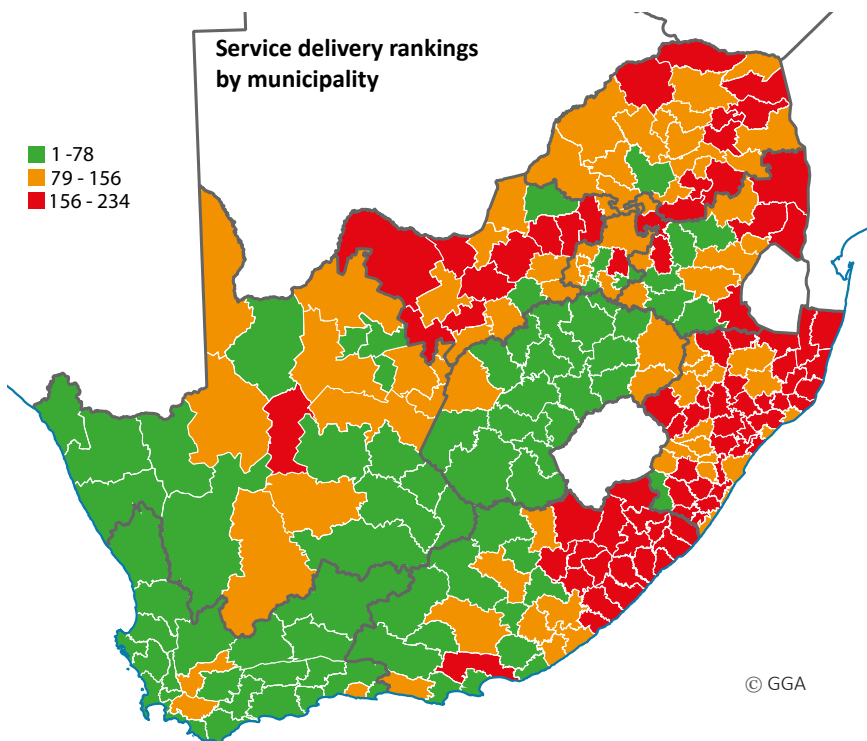 Service delivery rankings
by municipality
1 -78
79 - 156
156 - 234
© GGA